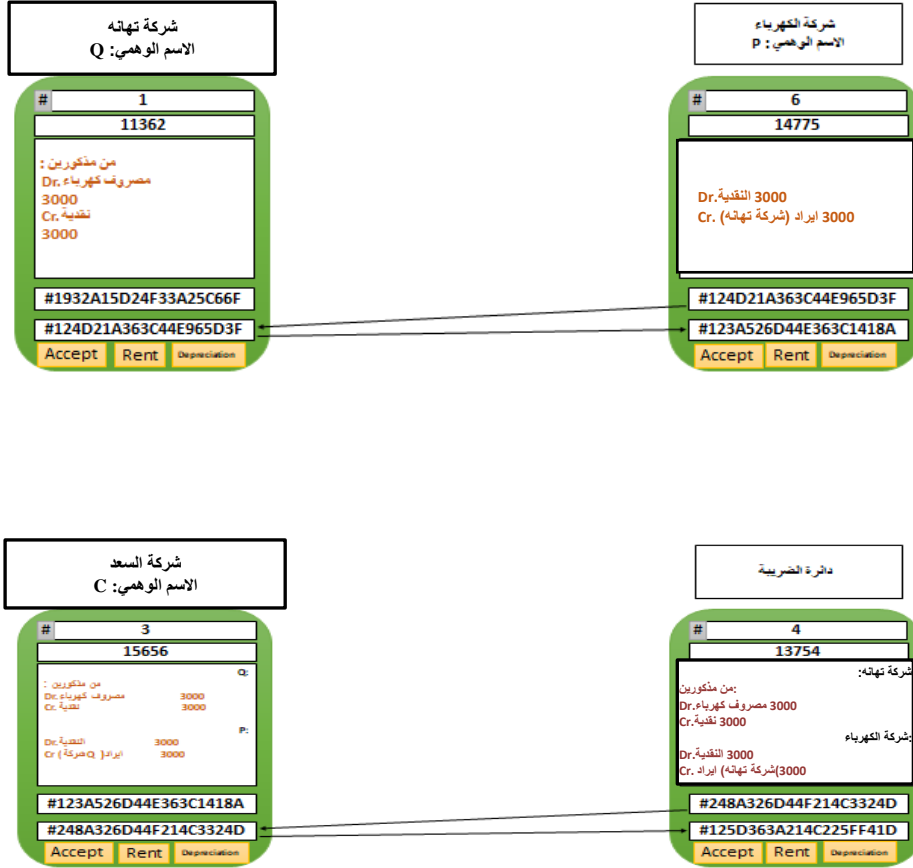 شركة تهانه
الاسم الوهمي: Q
#
1
11362
من مذكورين :
مصروف كهرباء .Dr
3000
نقدية .Cr
3000
#1932A15D24F33A25C66F
#124D21A363C44E965D3F
Accept
Rent
Depreciation
شركة الكهرباء
الاسم الوهمي : P
#
6
14775
3000 النقدية.Dr
3000 ايراد (شركة تهانه) .Cr
#124D21A363C44E965D3F
#123A526D44E363C1418A
Accept
Rent
Depreciation
شركة السعد
الاسم الوهمي: C
#
3
15656
Q:
من مذكورين :
مصروف كهرباء .Dr 3000
نقدية .Cr 3000
P:
النقدية .Dr 3000
ايراد( Qشركة ) Cr 3000
#123A526D44E363C1418A
#248A326D44F214C3324D
Accept
Rent
Depreciation
دائرة الضريبة
#
4
13754
شركة تهانه:
من مذكورين:
3000 مصروف كهرباء.Dr
3000 نقدية.Cr
شركة الكهرباء:
3000 النقدية.Dr
3000(شركة تهانه) ايراد .Cr
#248A326D44F214C3324D
#125D363A214C225FF41D
Accept
Rent
Depreciation